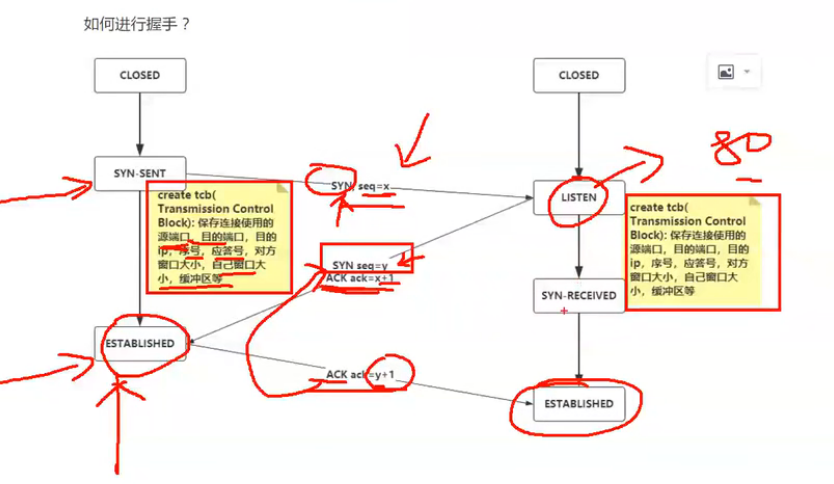 如何进行握手？
CLOSED
CLOSED
80
SYN-SENT
SYN seq=x
LISTEN
create tcb(
Transmission Control
Block): 保存连接使用的
源端口，目的端口，目的
ip，序号，应答号，对方
窗口大小，自己窗口大
小，缓冲区等
create tcb(
Transmission Control
Block): 保存连接使用的
源端口，目的端口，目的
ip，序号，应答号，对方
窗口大小，自己窗口大
小，缓冲区等
SYN seq=y
ACK ack=x+1
SYN-RECEIVED
ESTABLISHED
ACK ack=y+1
ESTABLISHED